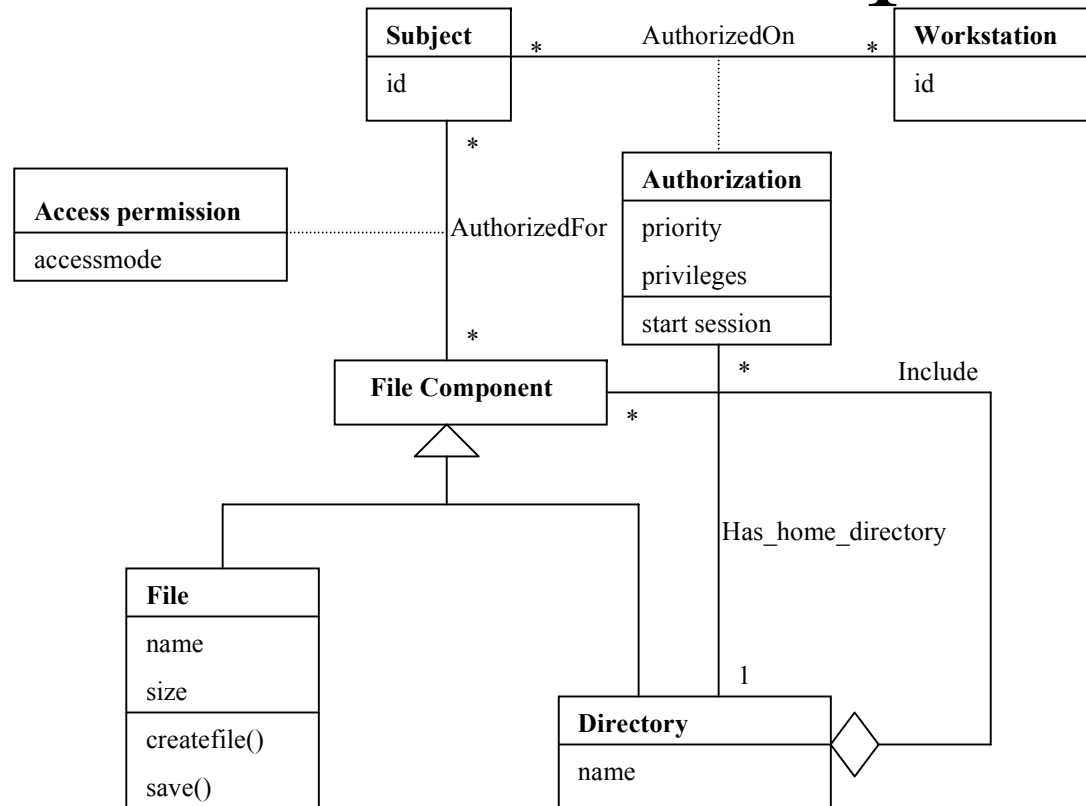 p
Subject
*
AuthorizedOn
*
Workstation
id
id
*
Authorization
Access permission
priority
AuthorizedFor
accessmode
privileges
start session
*
File Component
*
Include
*
Has_home_directory
File
name
size
1
Directory
createfile()
name
save()